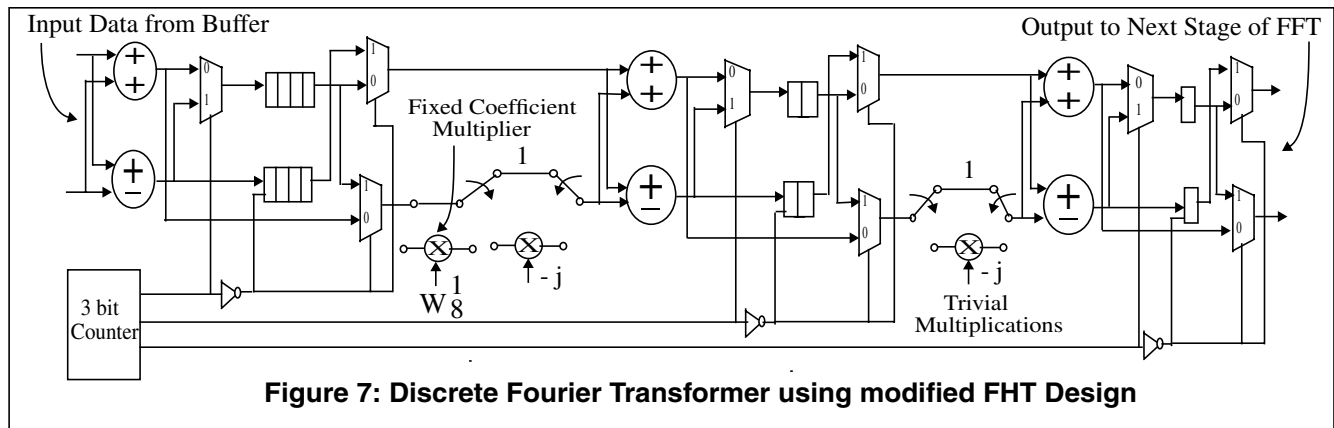 Input Data from Buffer
Output to Next Stage of FFT
+
+
+
−
0
1
1
0
1
0
Fixed Coefficient
Multiplier
1
X
W 1 8
X
- j
+
+
+
−
0
1
1
0
1
0
1
X
- j
Trivial
Multiplications
+
+
+
−
0
1
1
0
1
0
3 bit
Counter
Figure 7: Discrete Fourier Transformer using modified FHT Design